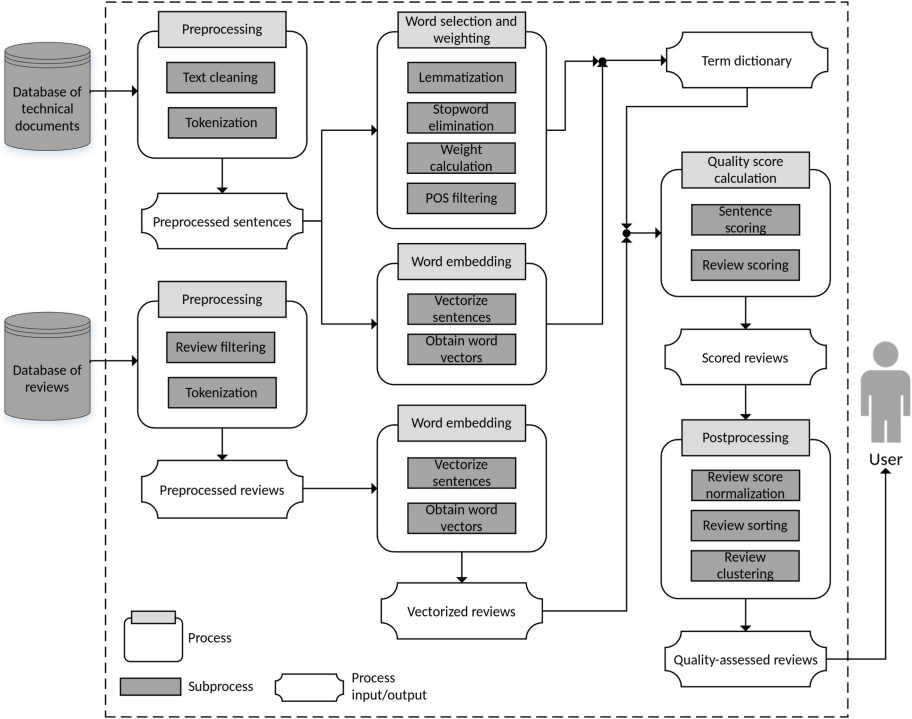 Database of
technical
documents
Preprocessing
Text cleaning
Tokenization
Preprocessed sentences
Word selection and
weighting
Lemmatization
Stopword
elimination
Weight
calculation
POS filtering
Term dictionary
Word embedding
Vectorize
sentences
Obtain word
vectors
Quality score
calculation
Sentence
scoring
Review scoring
Database of
reviews
Preprocessing
Review filtering
Tokenization
Preprocessed reviews
Word embedding
Vectorize
sentences
Obtain word
vectors
Vectorized reviews
Scored reviews
Postprocessing
Review score
normalization
Review sorting
Review
clustering
Quality-assessed reviews
User
Process
Subprocess
Process
input/output